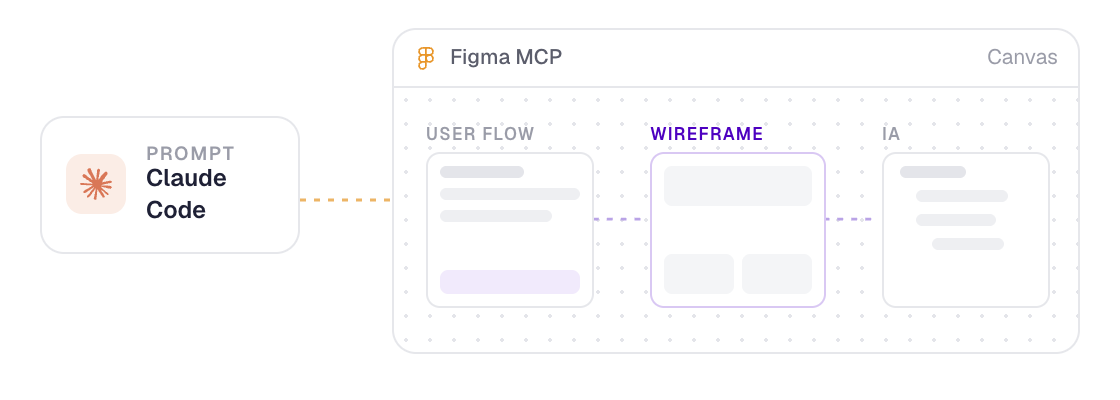 Figma MCP
Canvas
PROMPT
Claude
Code
USER FLOW
WIREFRAME
IA